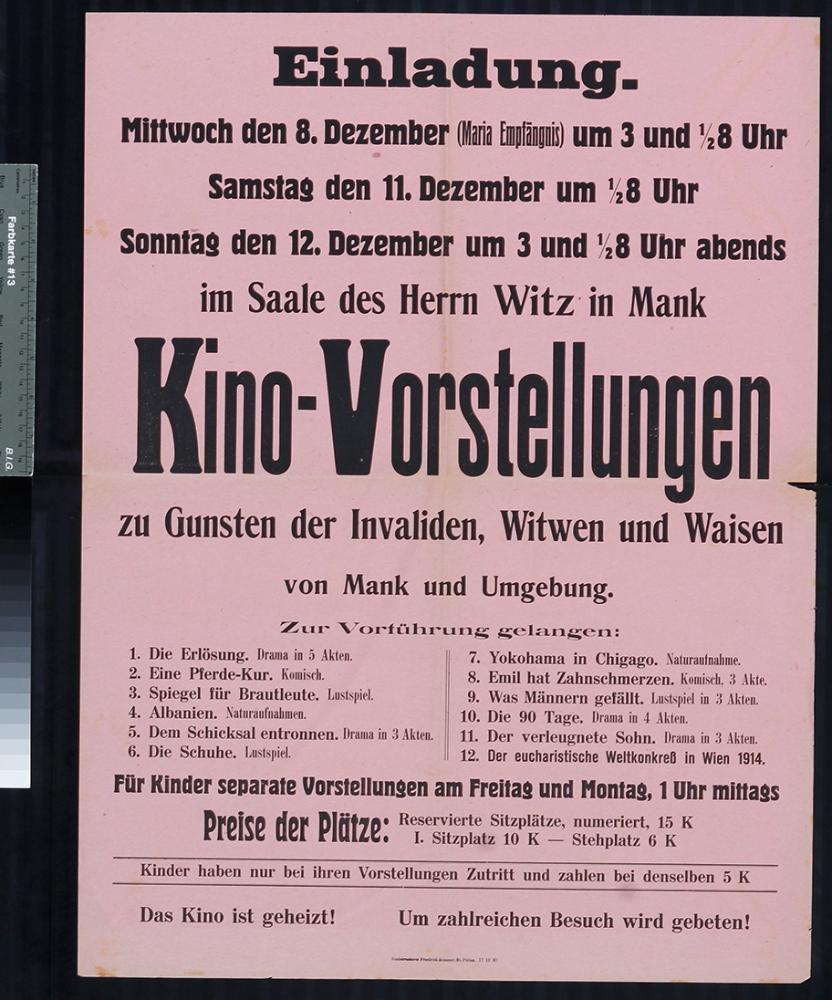 Einladung.
Mittwoch den 8. Dezember (Maria Empfängnis) um 3 und ½8 Uhr
Samstag den 11. Dezember um ½8 Uhr
Sonntag den 12. Dezember um 3 und ½8 Uhr abends
im Saale des Herrn Witz in Mank
Kino-Vorstellungen
zu Gunsten der Invaliden, Witwen und Waisen
von Mank und Umgebung.
Zur Vorführung gelangen:
1. Die Erlösung. Drama in 5 Akten.
2. Eine Pferde-Kur. Komisch.
3. Spiegel für Brautleute. Lustspiel.
4. Albanien. Naturaufnahmen.
5. Dem Schicksal entronnen. Drama in 3 Akten.
6. Die Schuhe. Lustspiel.
7. Yokohama in Chigago. Naturaufnahme.
8. Emil hat Zahnschmerzen. Komisch, 3 Akte.
9. Was Männern gefällt. Lustspiel in 3 Akten.
10. Die 90 Tage. Drama in 4 Akten.
11. Der verleugnete Sohn. Drama in 3 Akten.
12. Der eucharistische Weltkonkreß in Wien 1914.
Für Kinder separate Vorstellungen am Freitag und Montag, 1 Uhr mittags
Preise der Plätze: Reservierte Sitzplätze, numeriert, 15 K
I. Sitzplatz 10 K — Stehplatz 6 K
Kinder haben nur bei ihren Vorstellungen Zutritt und zahlen bei denselben 5 K
Das Kino ist geheizt! Um zahlreichen Besuch wird gebeten!
Farbkarte #13
B.I.G.